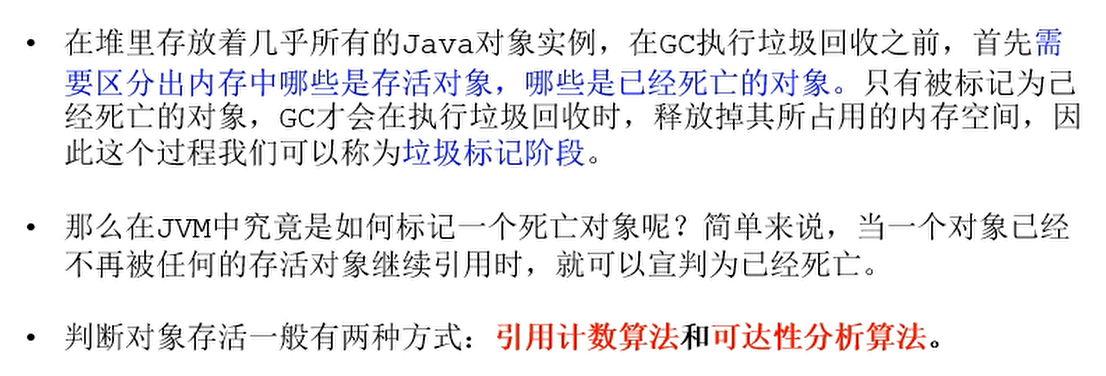 • 在堆里存放着几乎所有的Java对象实例，在GC执行垃圾回收之前，首先需
要区分出内存中哪些是存活对象，哪些是已经死亡的对象。只有被标记为己
经死亡的对象，GC才会在执行垃圾回收时，释放掉其所占用的内存空间，因
此这个过程我们可以称为垃圾标记阶段。
• 那么在JVM中究竟是如何标记一个死亡对象呢？简单来说，当一个对象已经
不再被任何的存活对象继续引用时，就可以宣判为已经死亡。
• 判断对象存活一般有两种方式：引用计数算法和可达性分析算法。